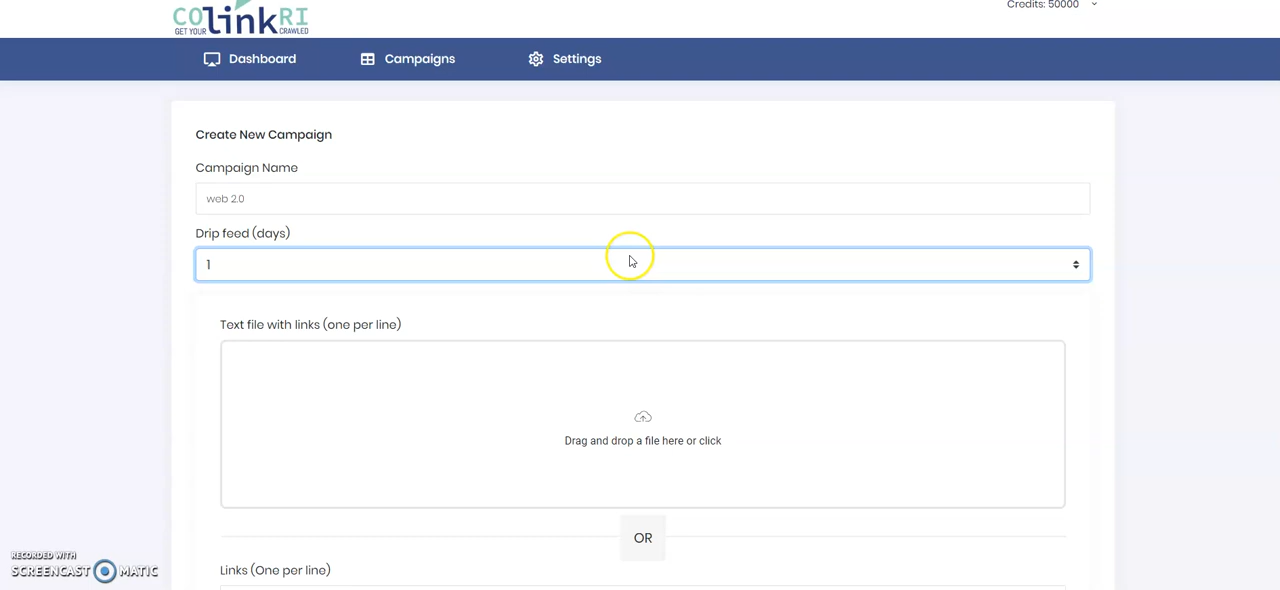 Credits: 50000
COlinkRI
GET YOUR CRAWLED
Dashboard
Campaigns
Settings
Create New Campaign
Campaign Name
web 2.0
Drip feed (days)
1
Text file with links (one per line)
Drag and drop a file here or click
OR
Links (One per line)
RECORDED WITH
SCREENCAST MATIC